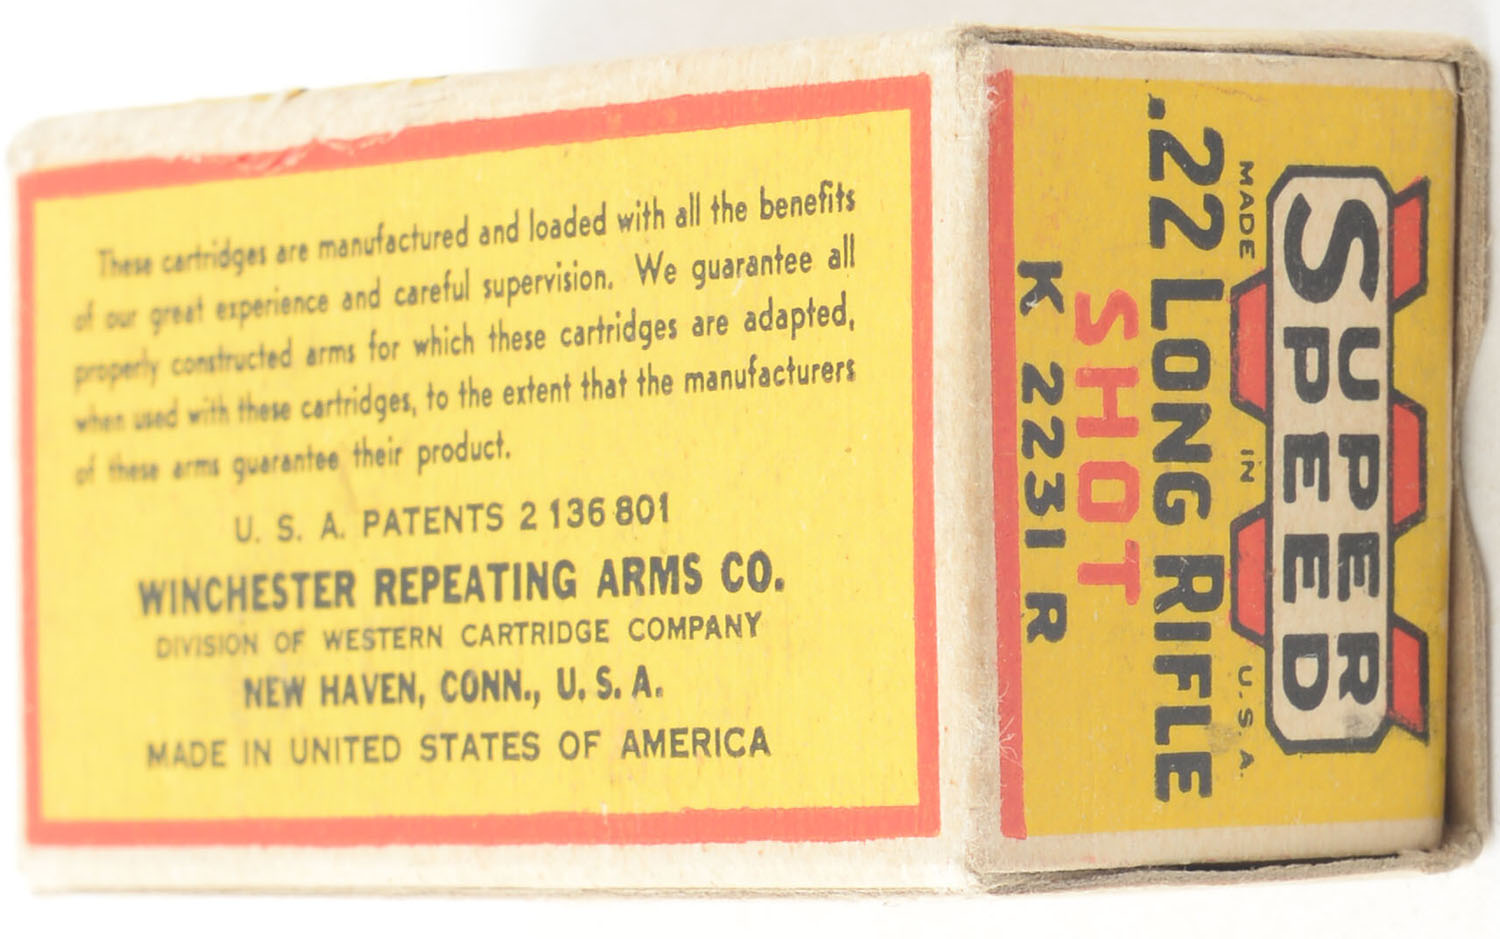 These cartridges are manufactured and loaded with all the benefits
of our great experience and careful supervision. We guarantee all
properly constructed arms for which these cartridges are adapted,
when used with these cartridges, to the extent that the manufacturers
of these arms guarantee their product.
U. S. A. PATENTS 2 136 801
WINCHESTER REPEATING ARMS CO.
DIVISION OF WESTERN CARTRIDGE COMPANY
NEW HAVEN, CONN., U. S. A.
MADE IN UNITED STATES OF AMERICA
SUPER
SPEED
MADE IN U.S.A.
.22 LONG RIFLE
SHOT
K 2231 R